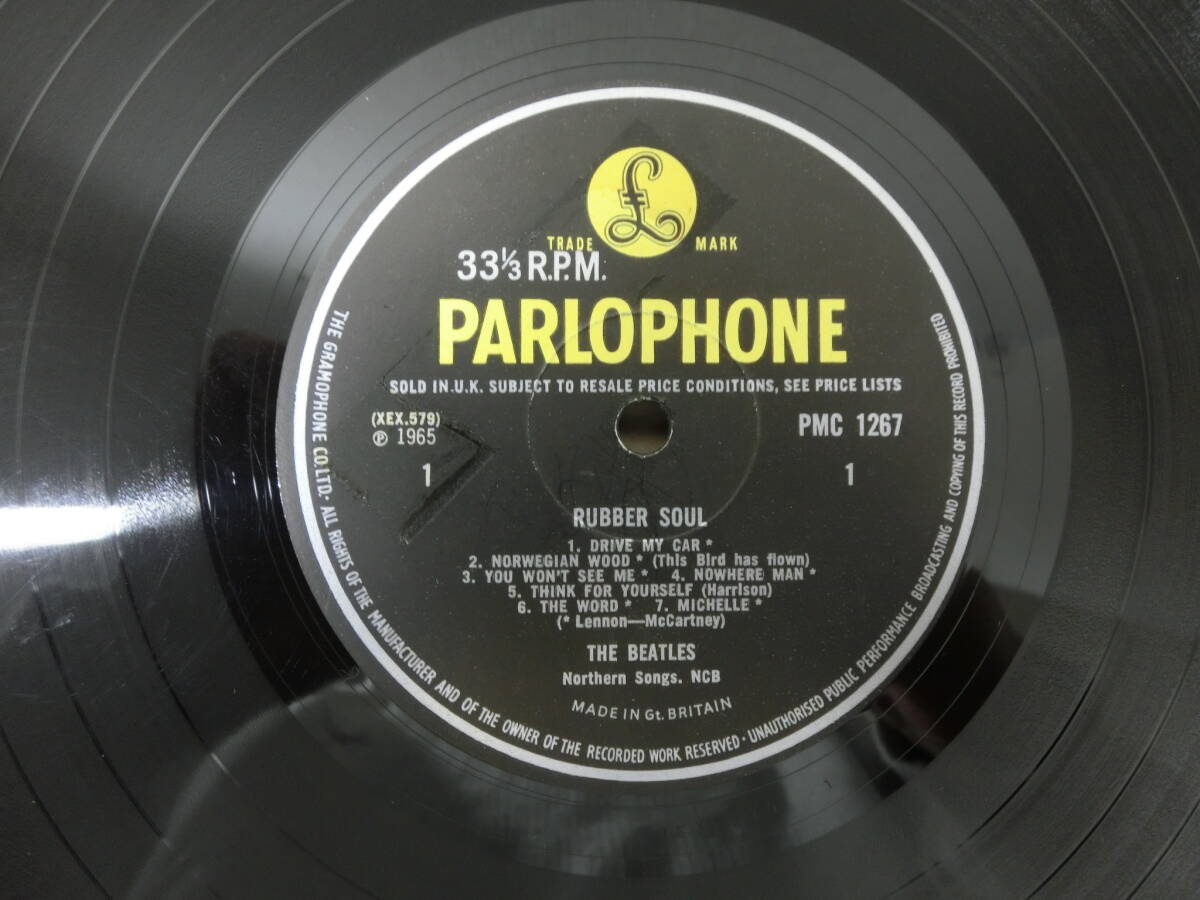 £
TRADE MARK
33⅓ R.P.M.
PARLOPHONE
SOLD IN U.K. SUBJECT TO RESALE PRICE CONDITIONS, SEE PRICE LISTS
(XEX.579)
℗ 1965
PMC 1267
1
1
RUBBER SOUL
1. DRIVE MY CAR *
2. NORWEGIAN WOOD * (This Bird has flown)
3. YOU WON'T SEE ME * 4. NOWHERE MAN *
5. THINK FOR YOURSELF (Harrison)
6. THE WORD * 7. MICHELLE *
(* Lennon—McCartney)
THE BEATLES
Northern Songs. NCB
MADE IN Gt. BRITAIN
THE GRAMOPHONE CO. LTD. · ALL RIGHTS OF THE MANUFACTURER AND OF THE OWNER OF THE RECORDED WORK RESERVED · UNAUTHORISED PUBLIC PERFORMANCE BROADCASTING AND COPYING OF THIS RECORD PROHIBITED